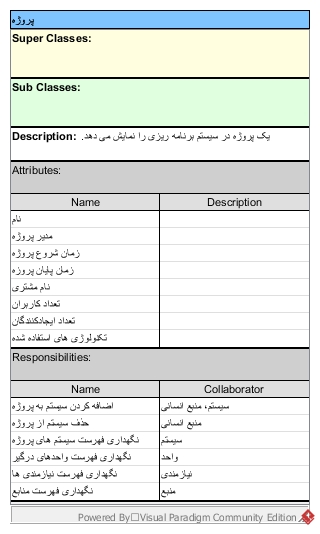 پروژه
Super Classes:
Sub Classes:
Description: یک پروژه در سیستم برنامه ریزی را نمایش می دهد.
Attributes:
Name Description
نام
مدیر پروژه
زمان شروع پروژه
زمان پایان پروژه
نام مشتری
تعداد کاربران
تعداد ایجادکنندگان
تکنولوژی های استفاده شده
Responsibilities:
Name Collaborator
اضافه کردن سیستم به پروژه سیستم، منبع انسانی
حذف سیستم از پروژه منبع انسانی
نگهداری فهرست سیستم های پروژه سیستم
نگهداری فهرست واحدهای درگیر واحد
نگهداری فهرست نیازمندی ها نیازمندی
نگهداری فهرست منابع منبع
Powered By□Visual Paradigm Community Edition